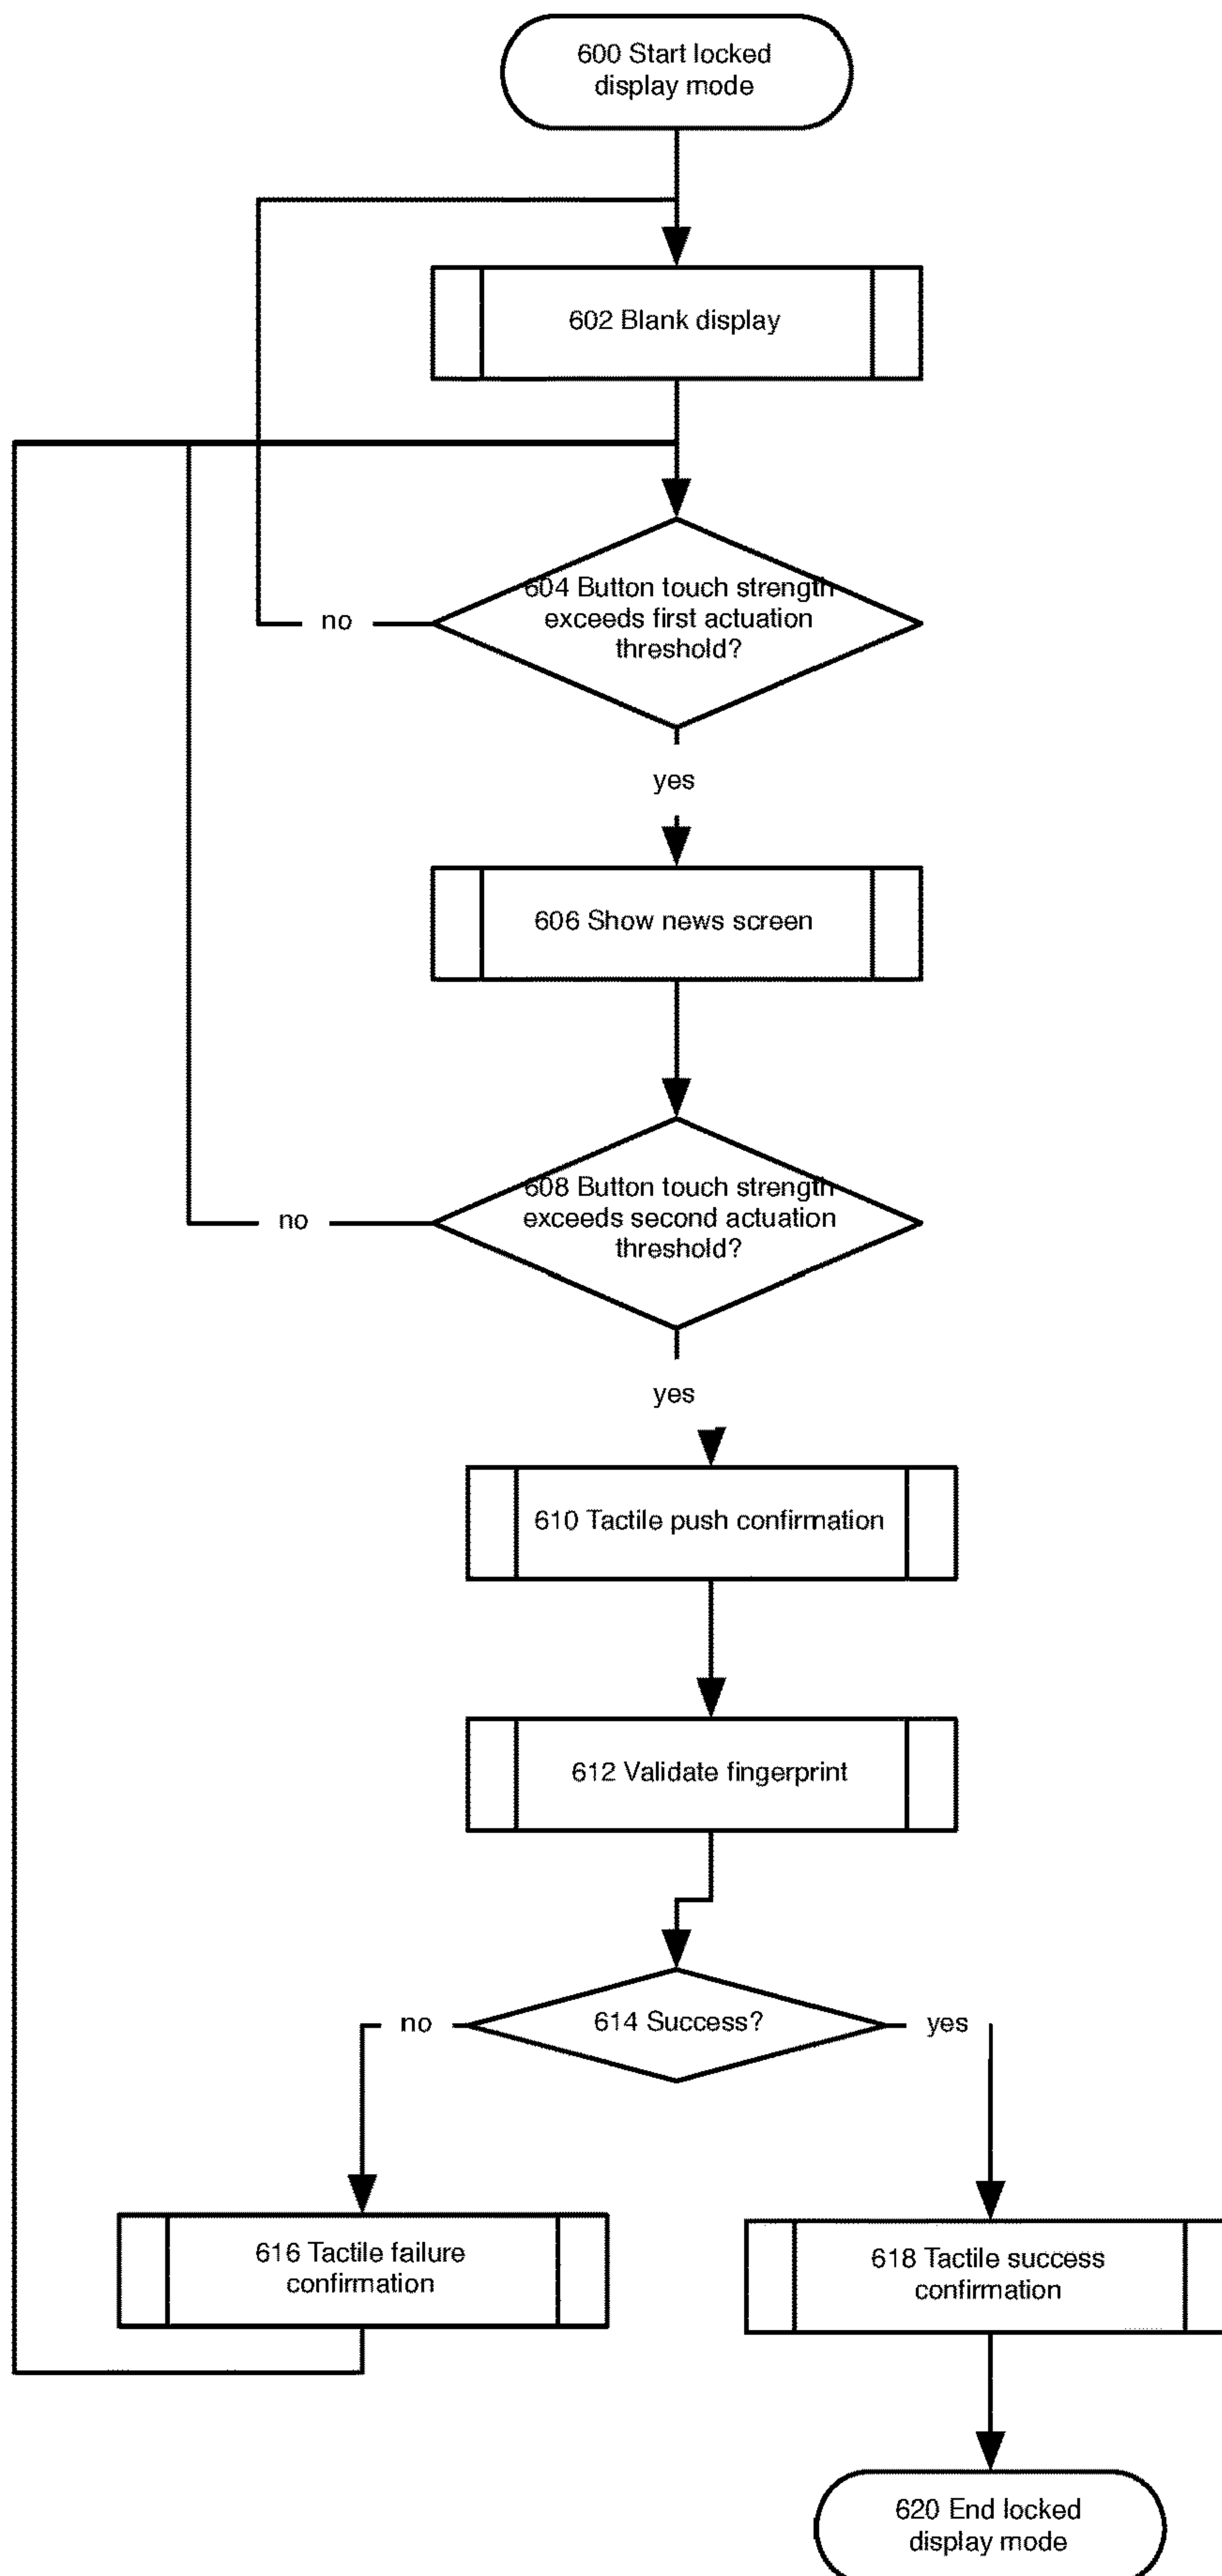 600 Start locked
display mode
602 Blank display
604 Button touch strength
exceeds first actuation
threshold?
no
yes
606 Show news screen
608 Button touch strength
exceeds second actuation
threshold?
no
yes
610 Tactile push confirmation
612 Validate fingerprint
614 Success?
no
yes
616 Tactile failure
confirmation
618 Tactile success
confirmation
620 End locked
display mode